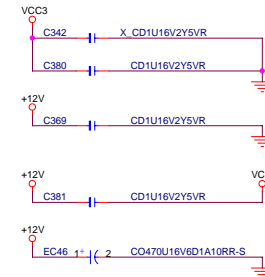 VCC3
C342 X_CD1U16V2Y5VR
C380 CD1U16V2Y5VR
+12V
C369 CD1U16V2Y5VR
+12V VC
C381 CD1U16V2Y5VR
+12V
EC46 1+ 2 CO470U16V6D1A10RR-S